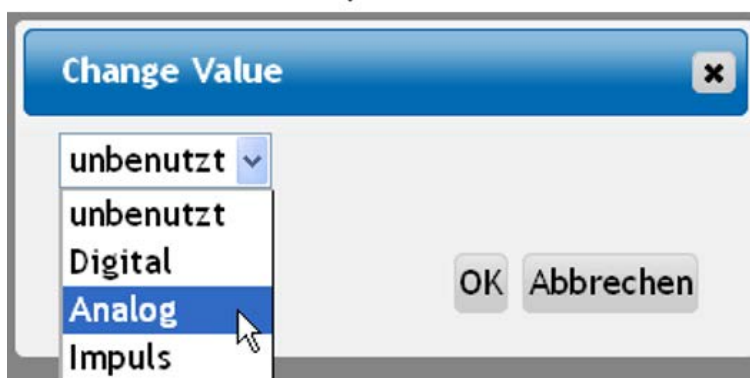 Change Value
unbenutzt
unbenutzt
Digital
Analog
Impuls
OK Abbrechen